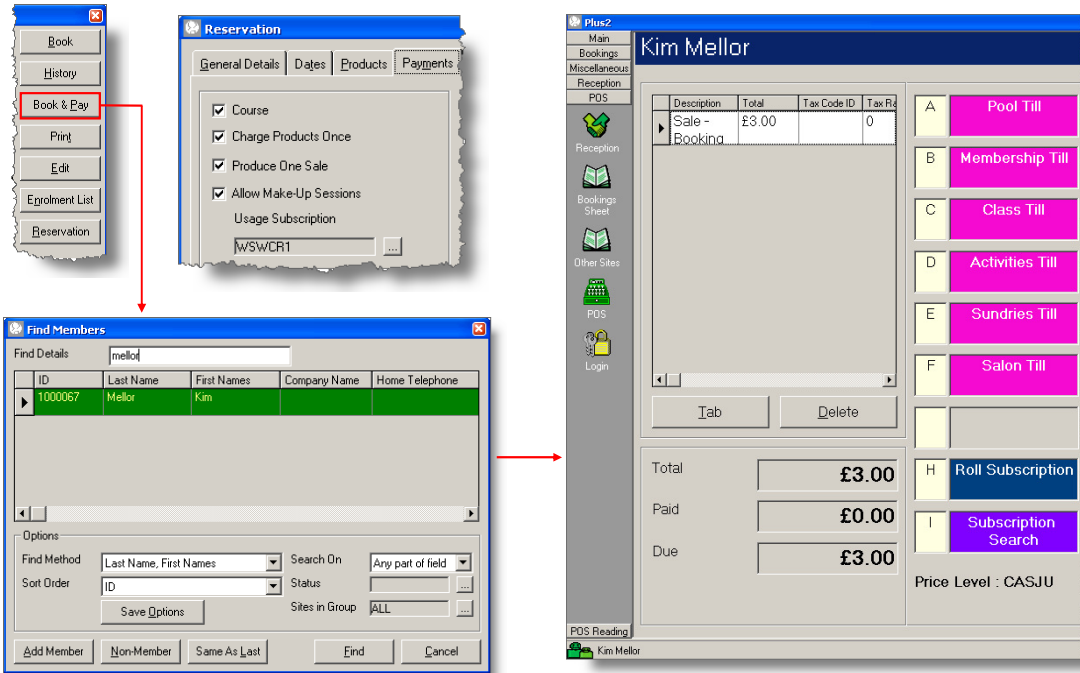 Book
History
Book & Pay
Print
Edit
Enrolment List
Reservation
Reservation
General Details Dates Products Payments
Course
Charge Products Once
Produce One Sale
Allow Make-Up Sessions
Usage Subscription
WSWCR1 ...
Find Members
Find Details mellor
ID Last Name First Names Company Name Home Telephone
1000067 Mellor Kim
Options
Find Method Last Name, First Names Search On Any part of field
Sort Order ID Status ...
Save Options Sites in Group ALL ...
Add Member Non-Member Same As Last Find Cancel
Plus2
Main
Bookings
Miscellaneous
Reception
POS
Reception
Bookings
Sheet
Other Sites
POS
Login
POS Reading
Kim Mellor
Kim Mellor
Description Total Tax Code ID Tax Ra
Sale - £3.00 0
Booking
Tab Delete
Total £3.00
Paid £0.00
Due £3.00
A Pool Till
B Membership Till
C Class Till
D Activities Till
E Sundries Till
F Salon Till
H Roll Subscription
I Subscription
Search
Price Level : CASJU